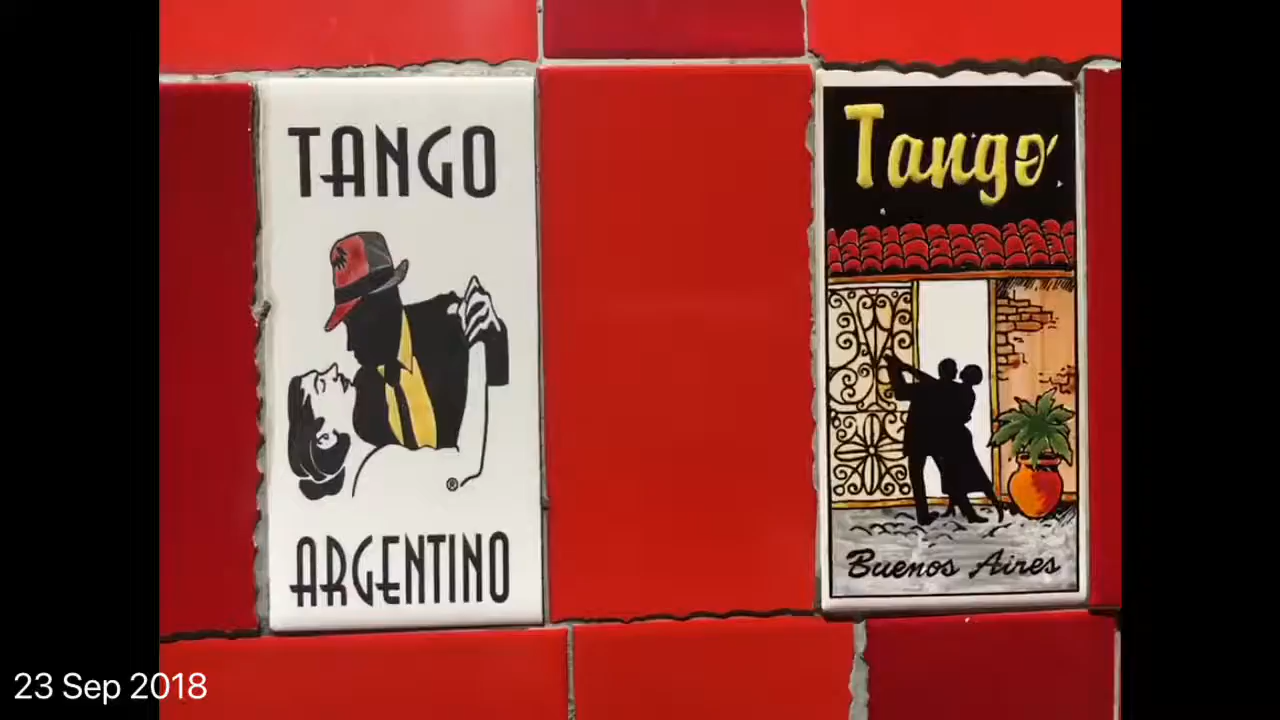 TANGO
ARGENTINO
®
Tango
Buenos Aires
23 Sep 2018